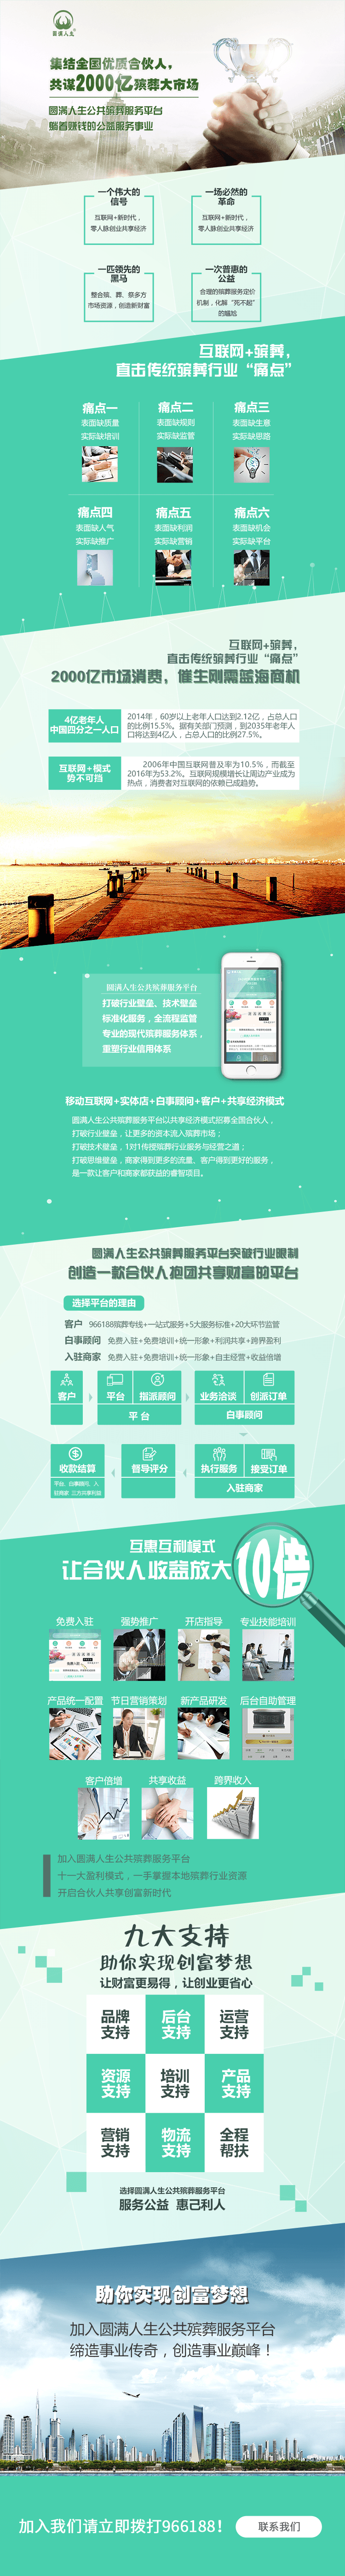 圆满人生
集结全国优质合伙人，
共谋2000亿殡葬大市场
圆满人生公共殡葬服务平台
躺着赚钱的公益服务事业
一个伟大的
信号
互联网+新时代，
零人脉创业共享经济
一场必然的
革命
互联网+新时代，
零人脉创业共享经济
一匹领先的
黑马
整合殡、葬、祭多方
市场资源，创造新财富
一次普惠的
公益
合理的殡葬服务定价
机制，化解“死不起”
的尴尬
互联网+殡葬，
直击传统殡葬行业“痛点”
痛点一
表面缺质量
实际缺培训
痛点二
表面缺规则
实际缺监管
痛点三
表面缺生意
实际缺思路
痛点四
表面缺人气
实际缺推广
痛点五
表面缺利润
实际缺营销
痛点六
表面缺机会
实际缺平台
互联网+殡葬，
直击传统殡葬行业“痛点”
2000亿市场消费，催生刚需蓝海商机
4亿老年人
中国四分之一人口
2014年，60岁以上老年人口达到2.12亿，占总人口
的比例15.5%。据有关部门预测，到2035年老年人
口将达到4亿人，占总人口的比例27.5%。
互联网+模式
势不可挡
2006年中国互联网普及率为10.5%，而截至
2016年为53.2%。互联网规模增长让周边产业成为
热点，消费者对互联网的依赖已成趋势。
圆满人生公共殡葬服务平台
打破行业壁垒、技术壁垒
标准化服务，全流程监管
专业的现代殡葬服务体系，
重塑行业信用体系
移动互联网+实体店+白事顾问+客户+共享经济模式
圆满人生公共殡葬服务平台以共享经济模式招募全国合伙人，
打破行业壁垒，让更多的资本流入殡葬市场；
打破技术壁垒，1对1传授殡葬行业服务与经营之道；
打破思维壁垒，商家得到更多的流量、客户得到更好的服务，
是一款让客户和商家都获益的睿智项目。
圆满人生公共殡葬服务平台突破行业限制
创造一款合伙人抱团共享财富的平台
选择平台的理由
客户 966188殡葬专线+一站式服务+5大服务标准+20大环节监管
白事顾问 免费入驻+免费培训+统一形象+利润共享+跨界盈利
入驻商家 免费入驻+免费培训+统一形象+自主经营+收益倍增
客户
平台
指派顾问
平 台
业务洽谈
创派订单
白事顾问
收款结算
平台、白事顾问、入
驻商家 三方共享利益
督导评分
执行服务
接受订单
入驻商家
互惠互利模式
让合伙人收益放大10倍
免费入驻
强势推广
开店指导
专业技能培训
产品统一配置
节日营销策划
新产品研发
后台自助管理
客户倍增
共享收益
跨界收入
加入圆满人生公共殡葬服务平台
十一大盈利模式，一手掌握本地殡葬行业资源
开启合伙人共享创富新时代
九大支持
助你实现创富梦想
让财富更易得，让创业更省心
品牌
支持
后台
支持
运营
支持
资源
支持
培训
支持
产品
支持
营销
支持
物流
支持
全程
帮扶
选择圆满人生公共殡葬服务平台
服务公益 惠己利人
助你实现创富梦想
加入圆满人生公共殡葬服务平台
缔造事业传奇，创造事业巅峰！
加入我们请立即拨打966188！
联系我们